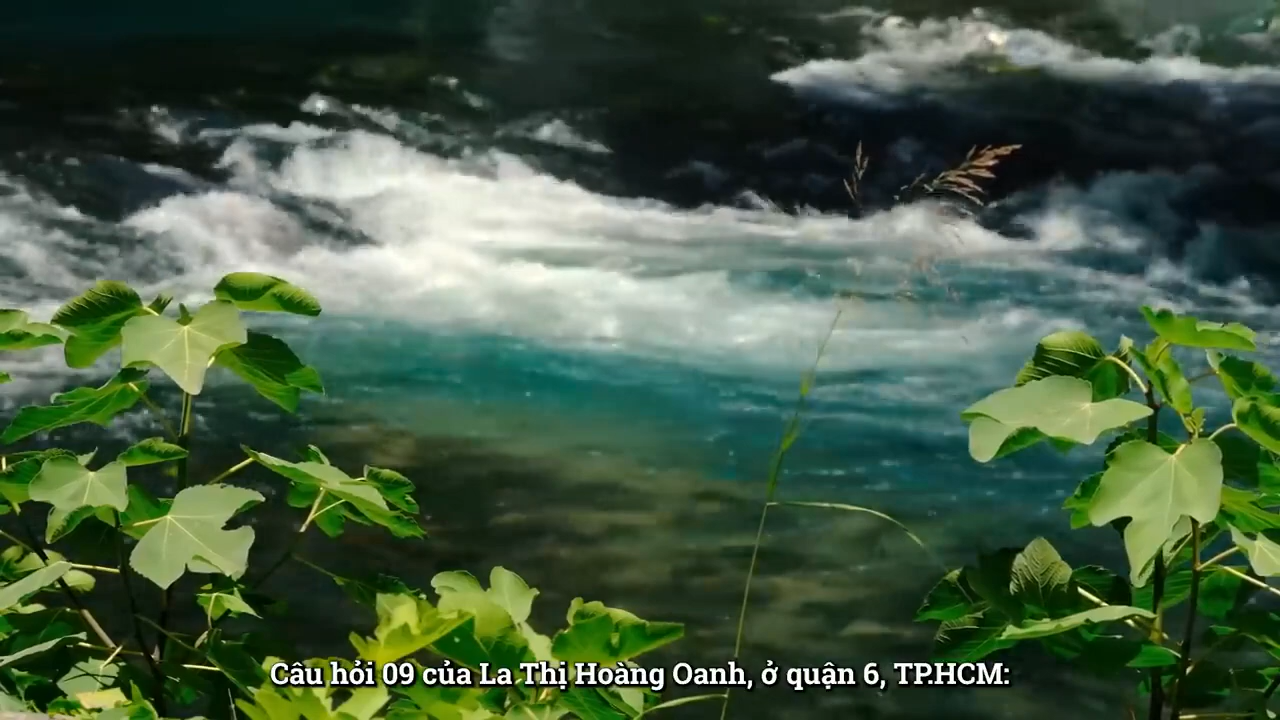 Câu hỏi 09 của La Thị Hoàng Oanh, ở quận 6, TP.HCM: